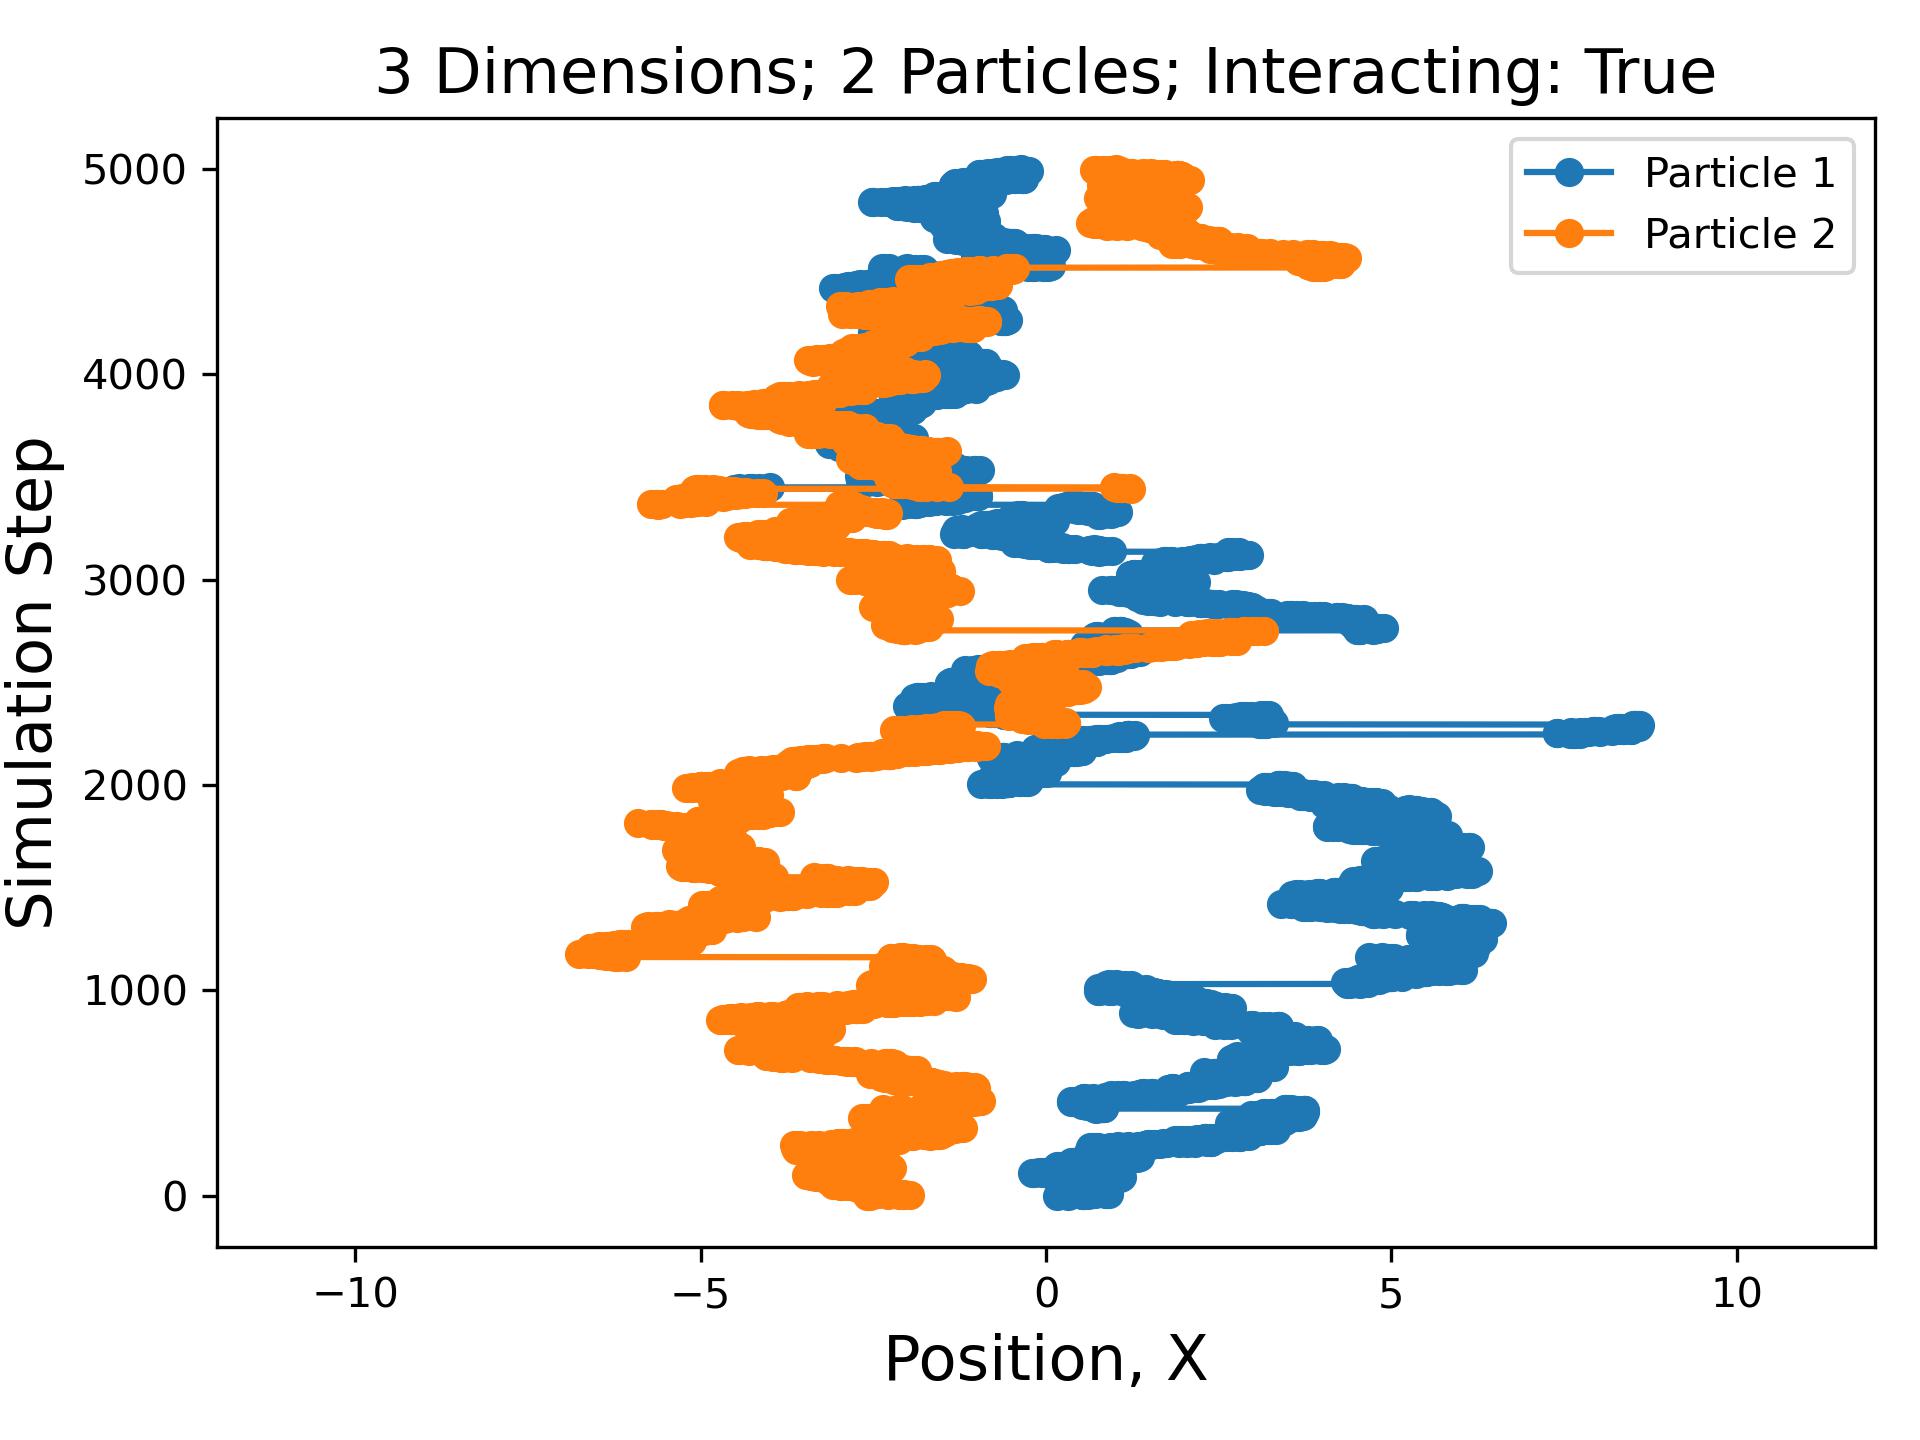 3 Dimensions; 2 Particles; Interacting: True
Particle 1
Particle 2
5000
4000
3000
2000
1000
0
Simulation Step
−10
−5
0
5
10
Position, X